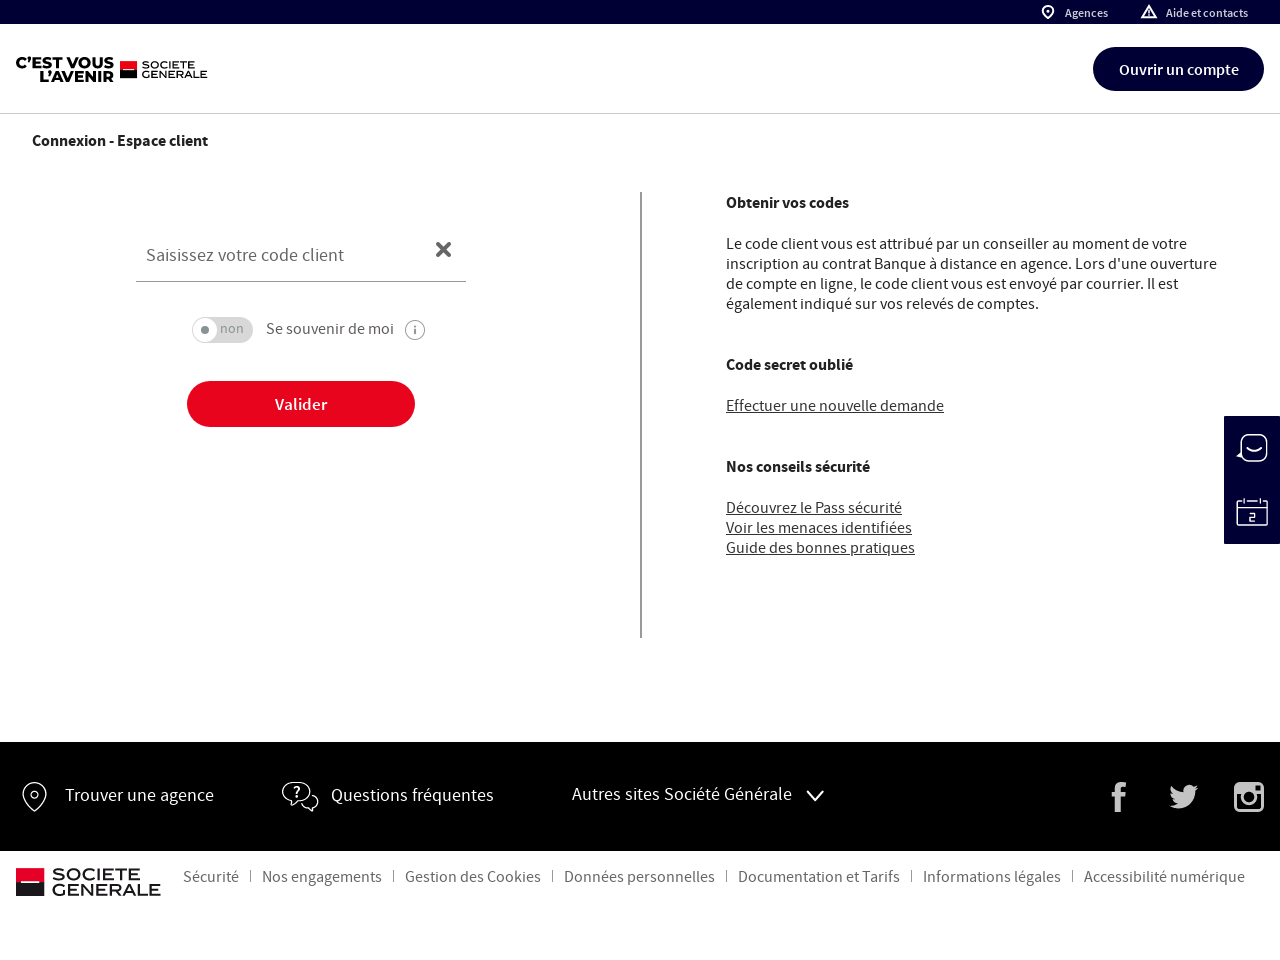 Agences
Aide et contacts
C'EST VOUS
L'AVENIR
SOCIETE
GENERALE
Ouvrir un compte
Connexion - Espace client
Saisissez votre code client
non
Se souvenir de moi
Valider
Obtenir vos codes
Le code client vous est attribué par un conseiller au moment de votre
inscription au contrat Banque à distance en agence. Lors d'une ouverture
de compte en ligne, le code client vous est envoyé par courrier. Il est
également indiqué sur vos relevés de comptes.
Code secret oublié
Effectuer une nouvelle demande
Nos conseils sécurité
Découvrez le Pass sécurité
Voir les menaces identifiées
Guide des bonnes pratiques
2
Trouver une agence
Questions fréquentes
Autres sites Société Générale
SOCIETE
GENERALE
Sécurité
Nos engagements
Gestion des Cookies
Données personnelles
Documentation et Tarifs
Informations légales
Accessibilité numérique